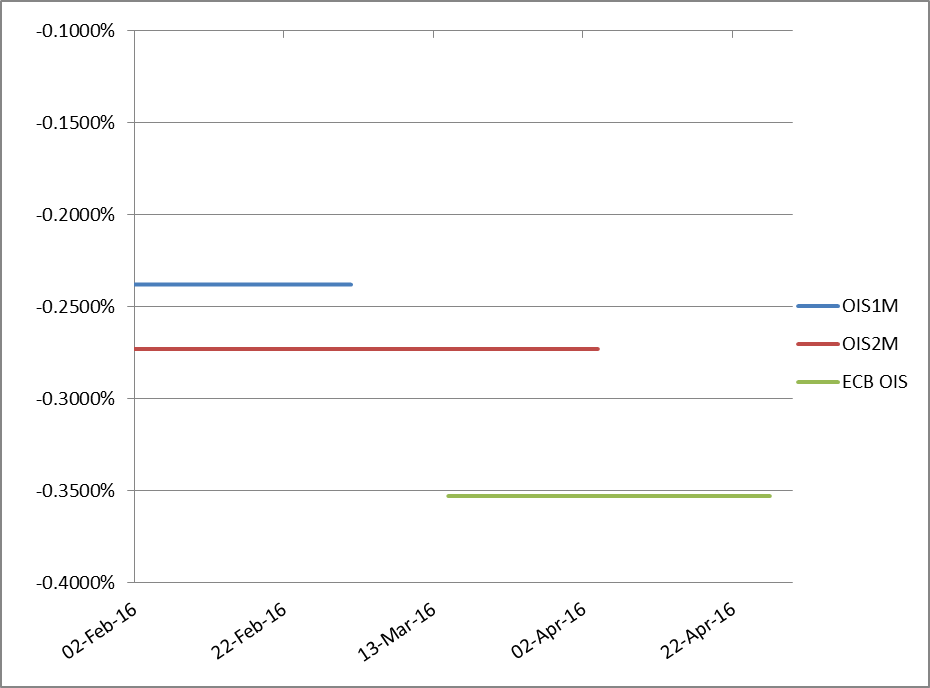 -0.1000%
-0.1500%
-0.2000%
-0.2500%
-0.3000%
-0.3500%
-0.4000%
02-Feb-16
22-Feb-16
13-Mar-16
02-Apr-16
22-Apr-16
OIS1M
OIS2M
ECB OIS